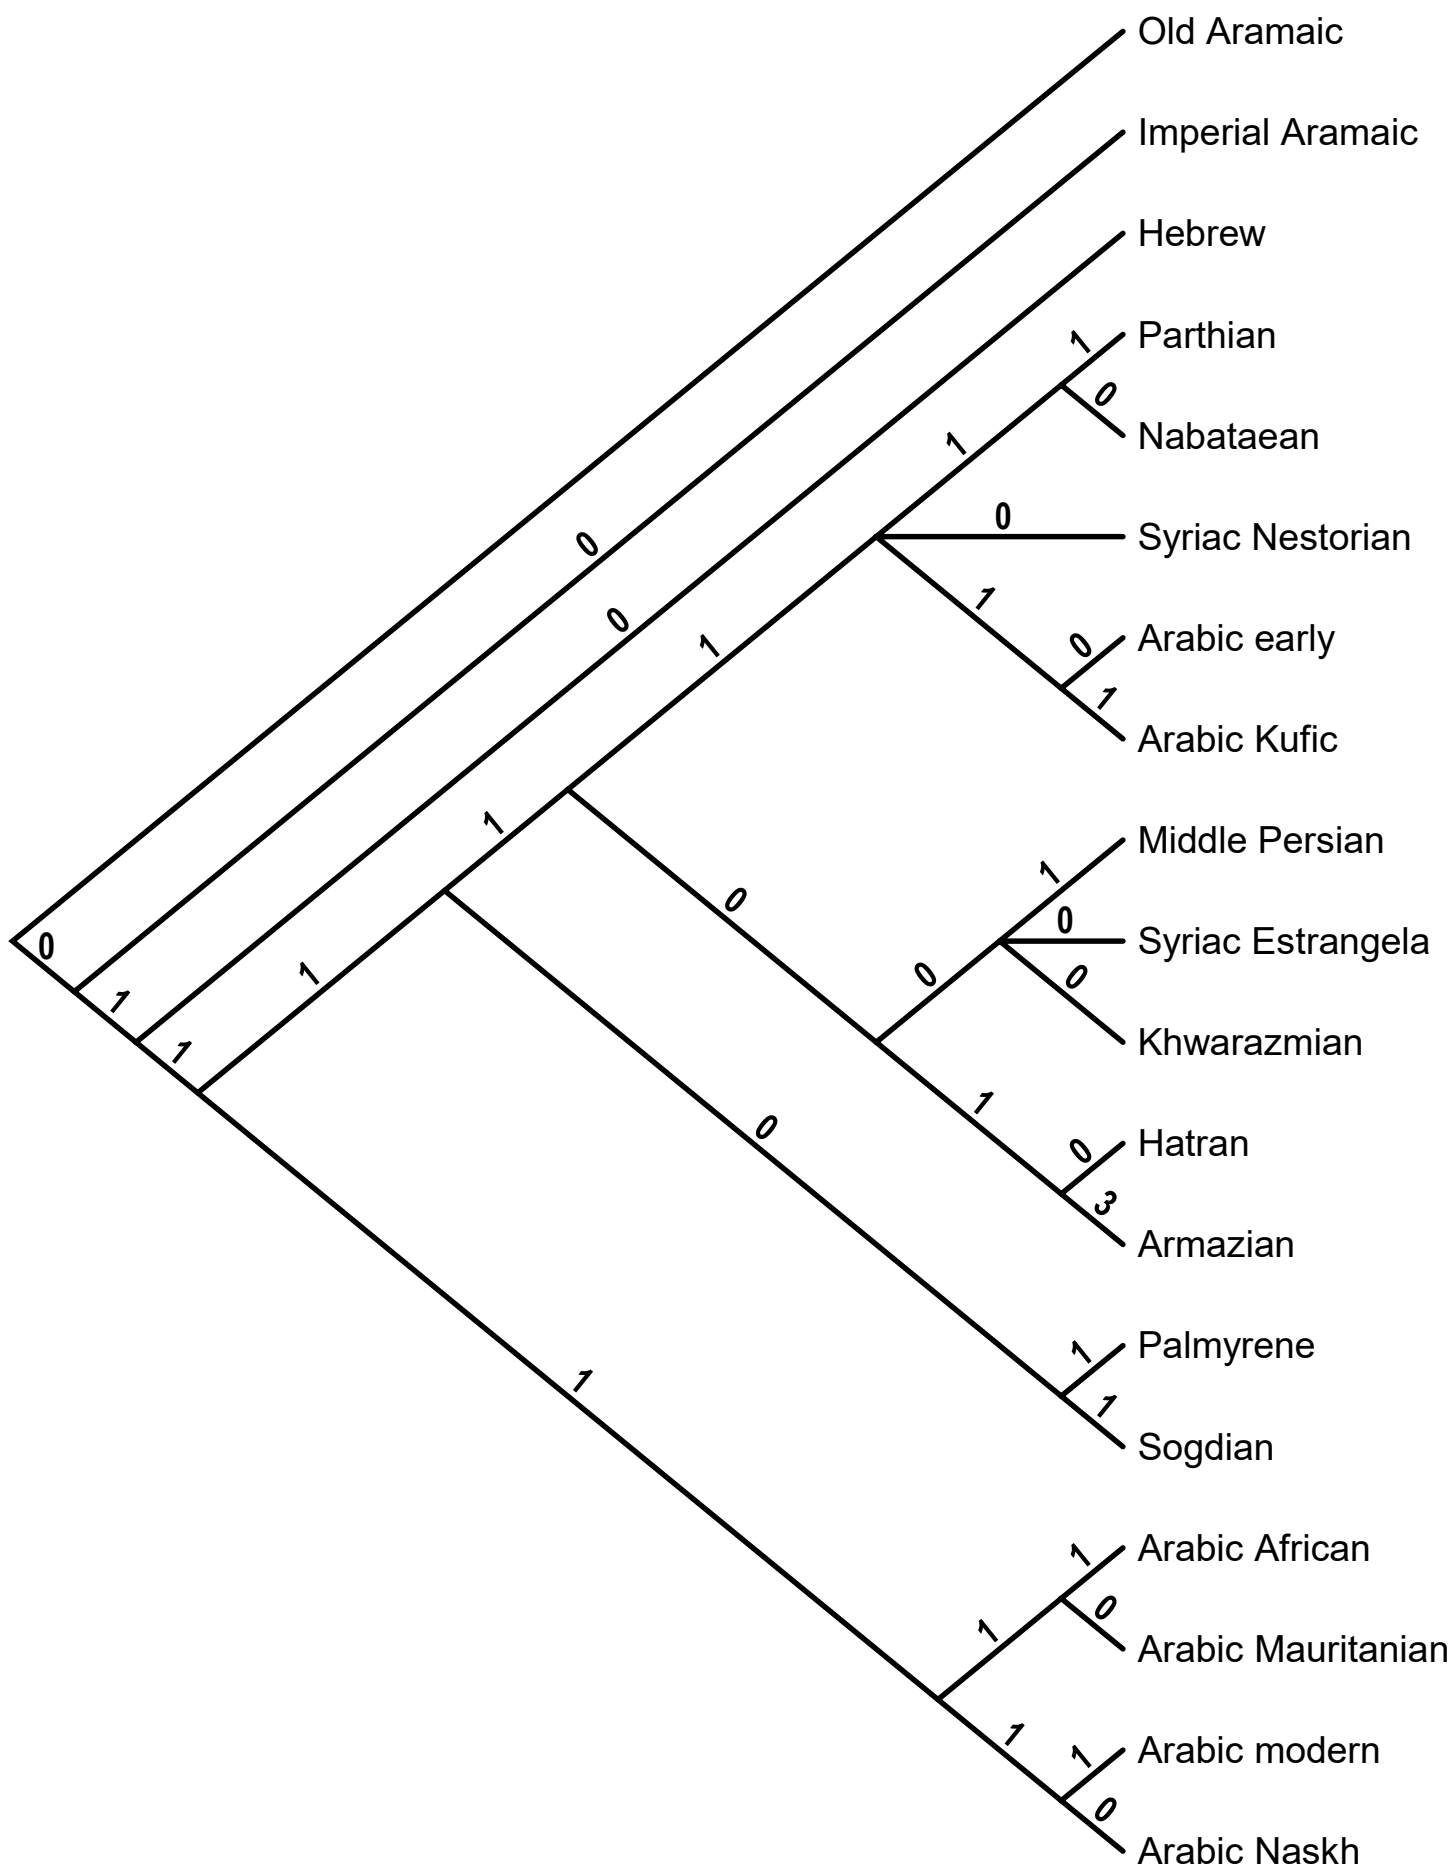 Old Aramaic
Imperial Aramaic
Hebrew
1 Parthian
0
1 Nabataean
0
0 Syriac Nestorian
1
0
0 Arabic early
1
1 Arabic Kufic
1
1 Middle Persian
0
0 Syriac Estrangela
0
0
0
1 Khwarazmian
1
1
1
0 Hatran
0
3 Armazian
1 Palmyrene
1
1 Sogdian
1 Arabic African
0
1 Arabic Mauritanian
1
1 Arabic modern
0
Arabic Naskh